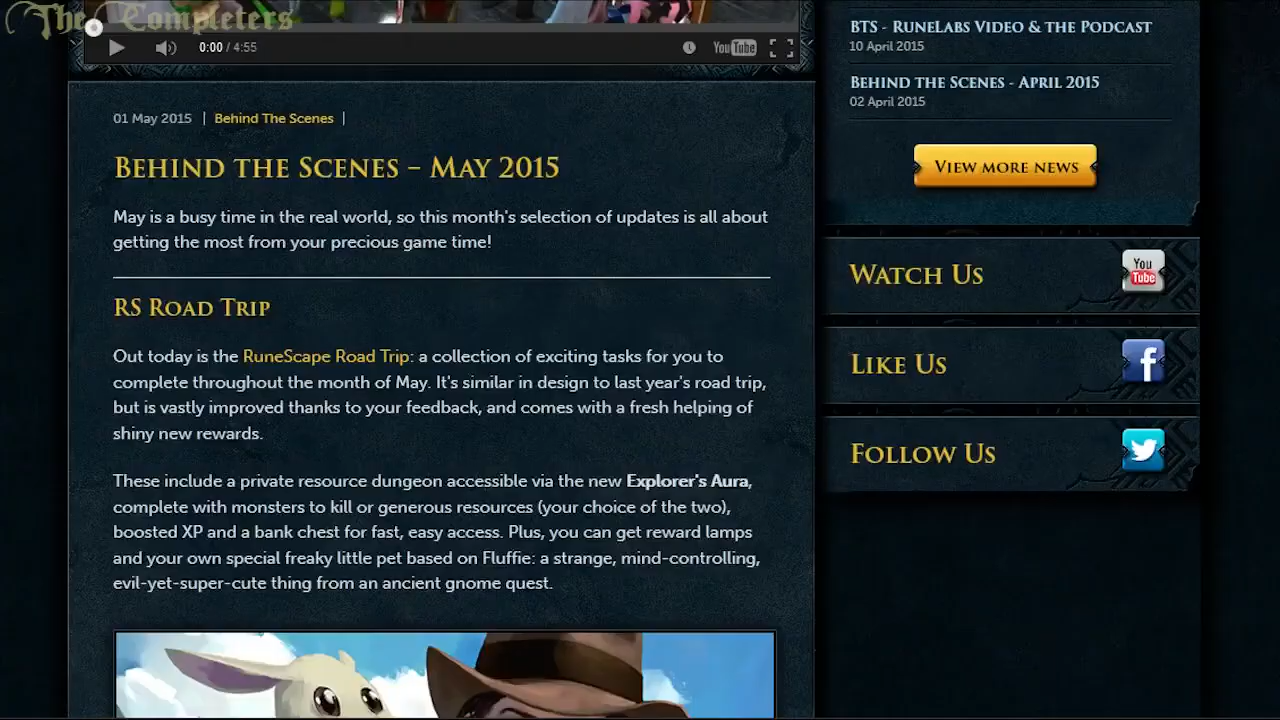 The Completers
0:00 / 4:55
YouTube
01 May 2015 | Behind The Scenes |
Behind the Scenes – May 2015
May is a busy time in the real world, so this month's selection of updates is all about
getting the most from your precious game time!
RS Road Trip
Out today is the RuneScape Road Trip: a collection of exciting tasks for you to
complete throughout the month of May. It's similar in design to last year's road trip,
but is vastly improved thanks to your feedback, and comes with a fresh helping of
shiny new rewards.
These include a private resource dungeon accessible via the new Explorer's Aura,
complete with monsters to kill or generous resources (your choice of the two),
boosted XP and a bank chest for fast, easy access. Plus, you can get reward lamps
and your own special freaky little pet based on Fluffie: a strange, mind-controlling,
evil-yet-super-cute thing from an ancient gnome quest.
BTS - RuneLabs Video & the Podcast
10 April 2015
Behind the Scenes - April 2015
02 April 2015
View more news
Watch Us
You
Tube
Like Us
f
Follow Us